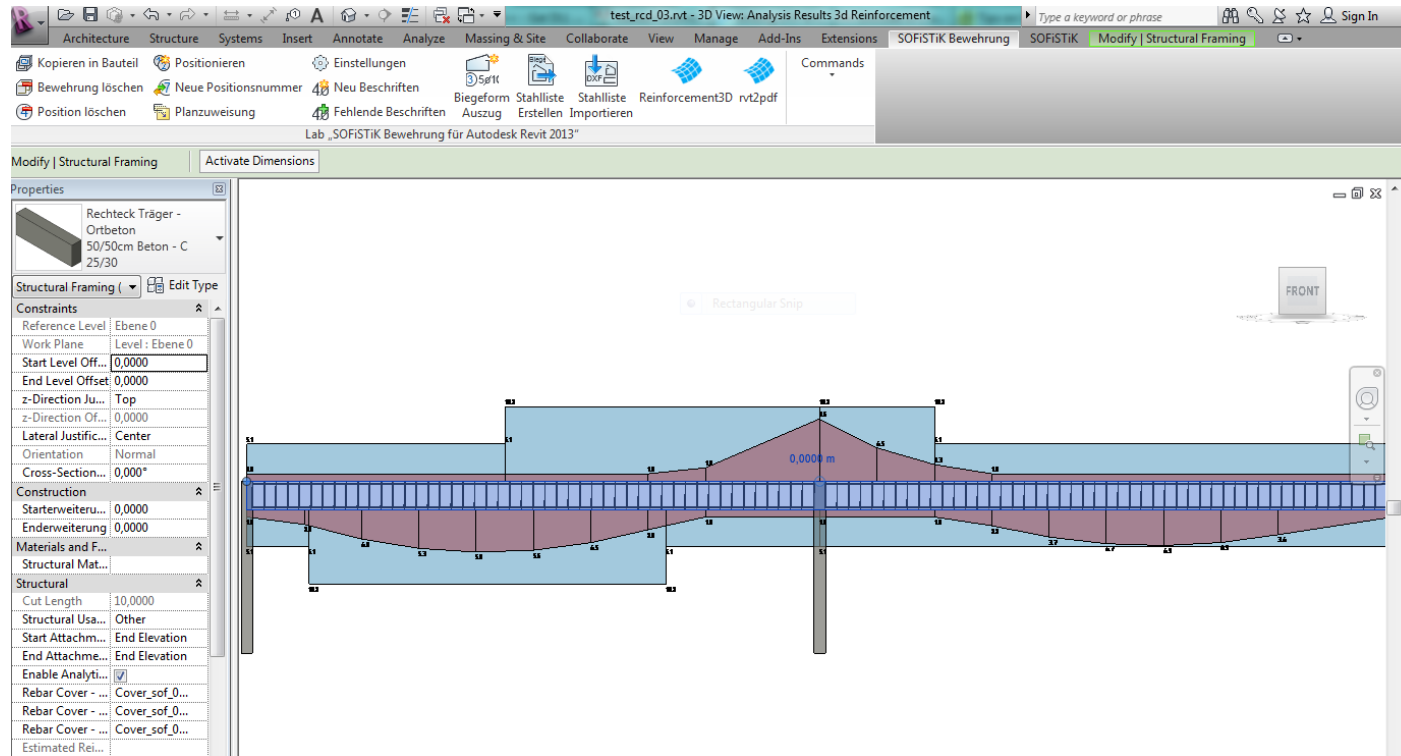 test_rcd_03.rvt - 3D View: Analysis Results 3d Reinforcement
Type a keyword or phrase
Sign In
Architecture Structure Systems Insert Annotate Analyze Massing & Site Collaborate View Manage Add-Ins Extensions SOFiSTiK Bewehrung SOFiSTiK Modify | Structural Framing
Kopieren in Bauteil Positionieren Einstellungen
Bewehrung löschen Neue Positionsnummer Neu Beschriften
Position löschen Planzuweisung Fehlende Beschriften
Biegeform Auszug
Stahlliste Erstellen
Stahlliste Importieren
Reinforcement3D rvt2pdf
Commands
Lab „SOFiSTiK Bewehrung für Autodesk Revit 2013"
Modify | Structural Framing Activate Dimensions
Properties
Rechteck Träger -
Ortbeton
50/50cm Beton - C
25/30
Structural Framing ( Edit Type
Constraints
Reference Level Ebene 0
Work Plane Level : Ebene 0
Start Level Off... 0,0000
End Level Offset 0,0000
z-Direction Ju... Top
z-Direction Of... 0,0000
Lateral Justific... Center
Orientation Normal
Cross-Section... 0,000°
Construction
Starterweiteru... 0,0000
Enderweiterung 0,0000
Materials and F...
Structural Mat...
Structural
Cut Length 10,0000
Structural Usa... Other
Start Attachm... End Elevation
End Attachme... End Elevation
Enable Analyti...
Rebar Cover - ... Cover_sof_0...
Rebar Cover - ... Cover_sof_0...
Rebar Cover - ... Cover_sof_0...
Estimated Rei...
Rectangular Snip
FRONT
0,0000 m